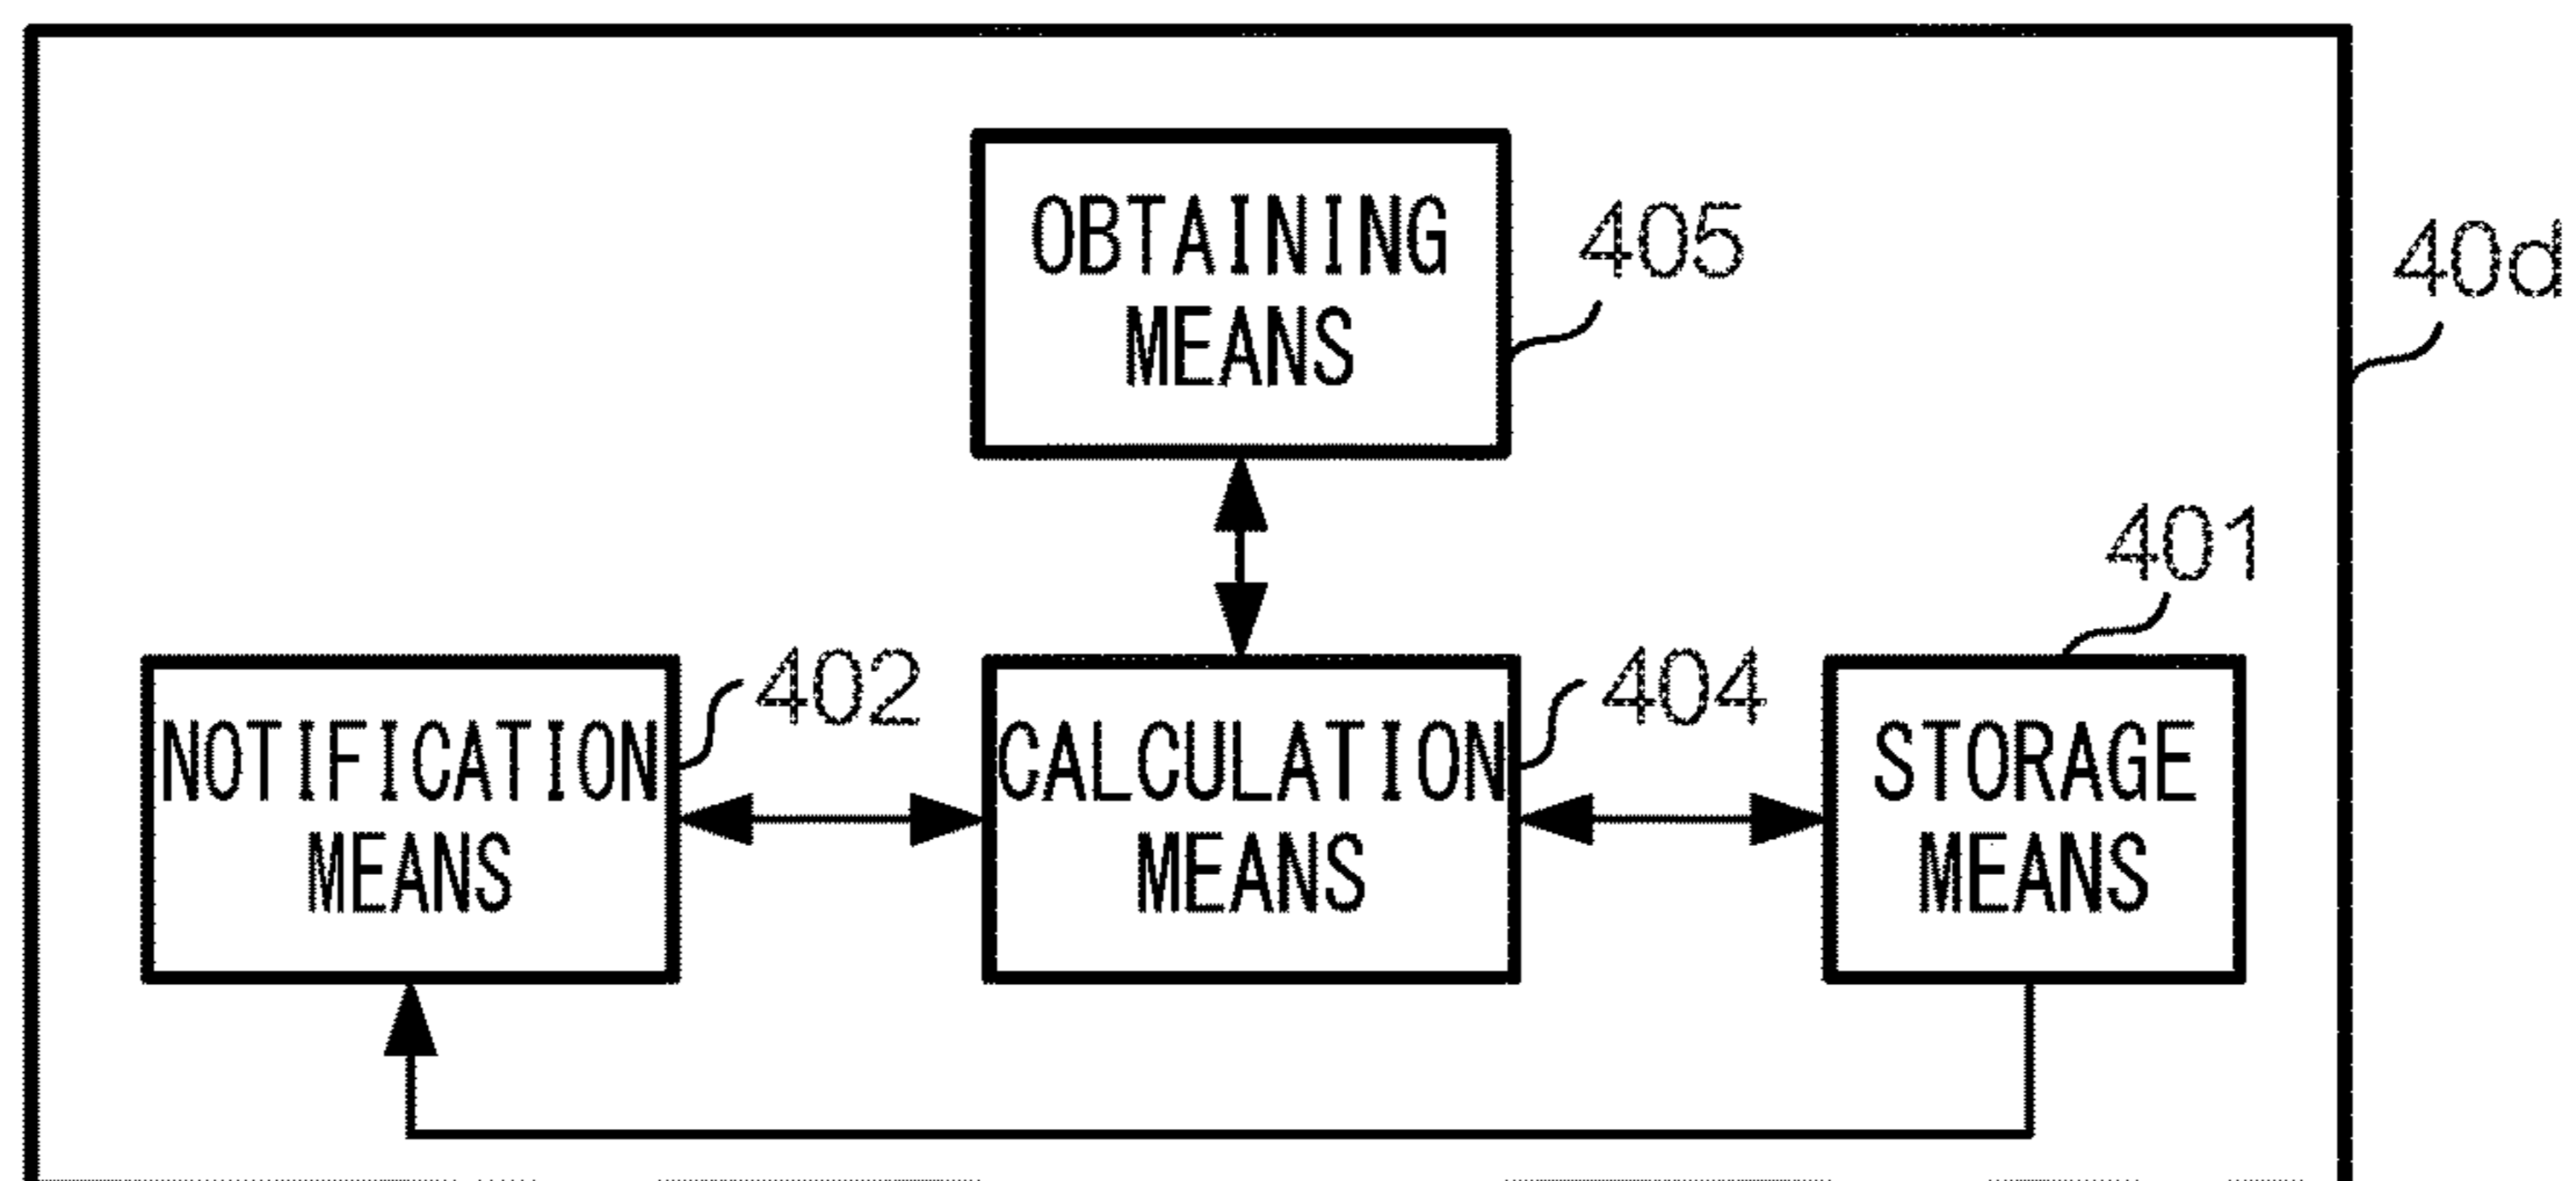 OBTAINING
MEANS
405
40d
401
NOTIFICATION
MEANS
402
CALCULATION
MEANS
404
STORAGE
MEANS